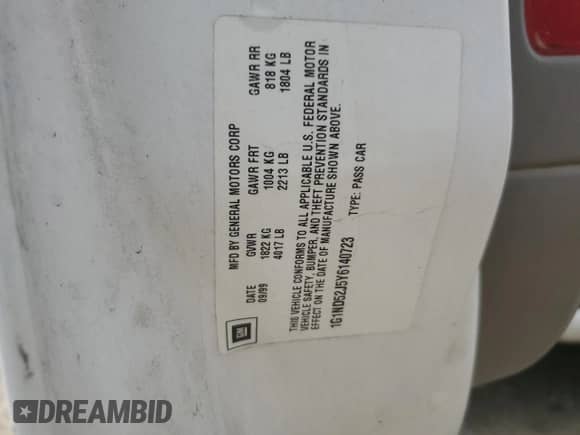 MFD BY GENERAL MOTORS CORP
DATE GVWR GAWR FRT GAWR RR
09/99 1822 KG 1004 KG 818 KG
4017 LB 2213 LB 1804 LB
THIS VEHICLE CONFORMS TO ALL APPLICABLE U.S. FEDERAL MOTOR
VEHICLE SAFETY, BUMPER, AND THEFT PREVENTION STANDARDS IN
EFFECT ON THE DATE OF MANUFACTURE SHOWN ABOVE.
1G1ND52J5Y6140723 TYPE: PASS CAR
GM
DREAMBID